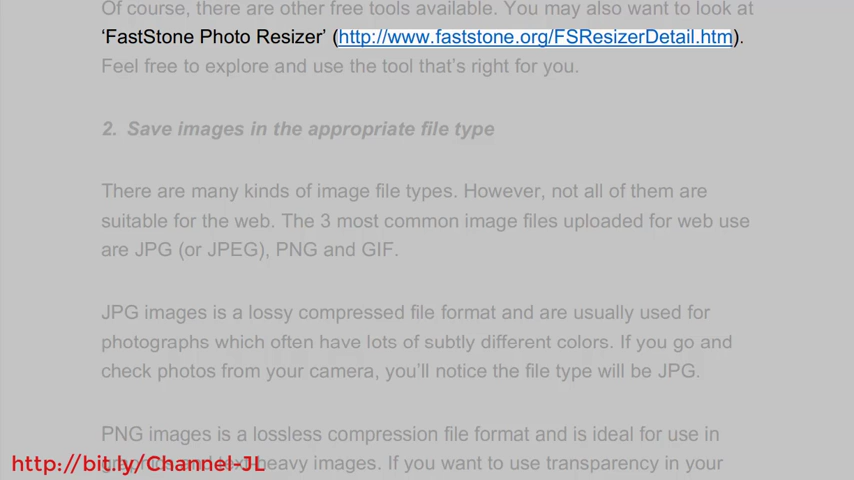 Of course, there are other free tools available. You may also want to look at
‘FastStone Photo Resizer’ (http://www.faststone.org/FSResizerDetail.htm).
Feel free to explore and use the tool that’s right for you.
2. Save images in the appropriate file type
There are many kinds of image file types. However, not all of them are
suitable for the web. The 3 most common image files uploaded for web use
are JPG (or JPEG), PNG and GIF.
JPG images is a lossy compressed file format and are usually used for
photographs which often have lots of subtly different colors. If you go and
check photos from your camera, you’ll notice the file type will be JPG.
PNG images is a lossless compression file format and is ideal for use in
graphics and text-heavy images. If you want to use transparency in your
http://bit.ly/Channel-JL